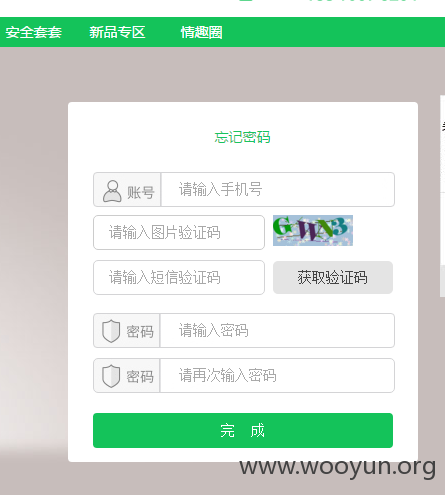 安全套套 新品专区 情趣圈
忘记密码
账号 请输入手机号
请输入图片验证码 GWN3
请输入短信验证码 获取验证码
密码 请输入密码
密码 请再次输入密码
完 成
www.wooyun.org